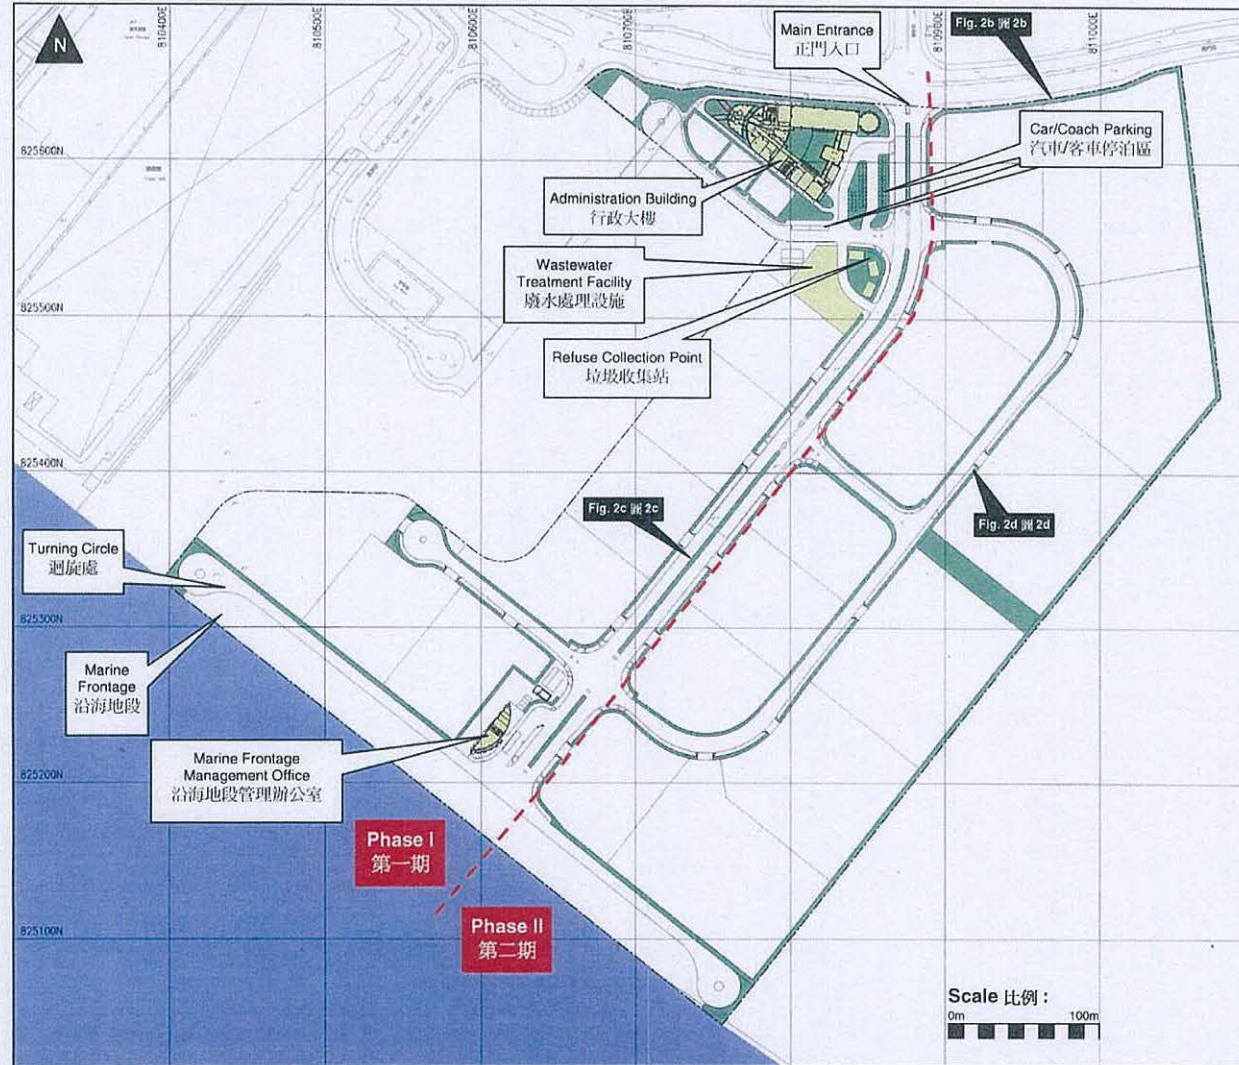 N
810400E
810500E
810600E
810700E
810900E
811000E
Main Entrance
正門入口
Fig. 2b 圖 2b
Car/Coach Parking
汽車/客車停泊區
825600N
Administration Building
行政大樓
Wastewater
Treatment Facility
廢水處理設施
825500N
Refuse Collection Point
垃圾收集站
825400N
Fig. 2c 圖 2c
Fig. 2d 圖 2d
Turning Circle
迴旋處
825300N
Marine
Frontage
沿海地段
Marine Frontage
Management Office
沿海地段管理辦公室
825200N
Phase I
第一期
Phase II
第二期
825100N
Scale 比例：
0m
100m